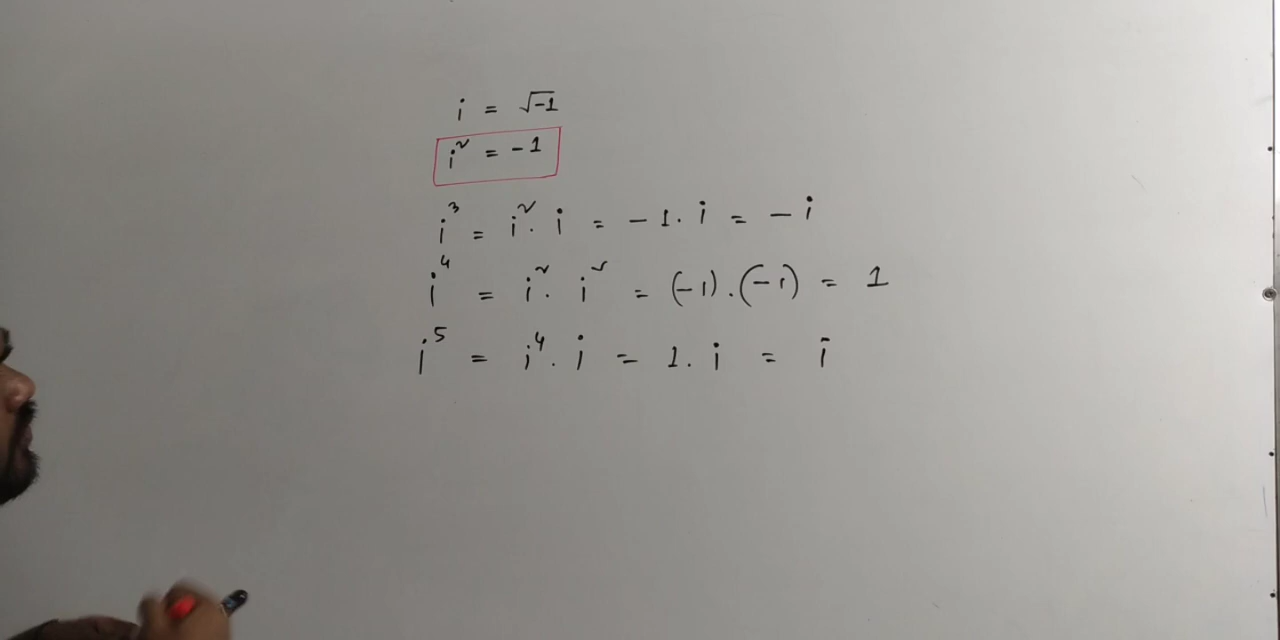 i = √-1
i² = -1
i³ = i² . i = -1 . i = -i
i⁴ = i² . i² = (-1) . (-1) = 1
i⁵ = i⁴ . i = 1 . i = i